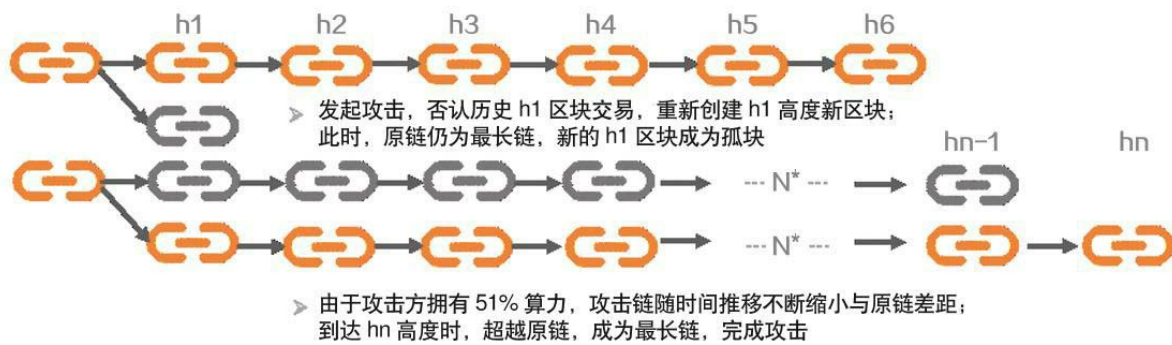 h1 h2 h3 h4 h5 h6
发起攻击，否认历史 h1 区块交易，重新创建 h1 高度新区块；
此时，原链仍为最长链，新的 h1 区块成为孤块
hn-1 hn
--- N* ---
--- N* ---
由于攻击方拥有 51% 算力，攻击链随时间推移不断缩小与原链差距；
到达 hn 高度时，超越原链，成为最长链，完成攻击